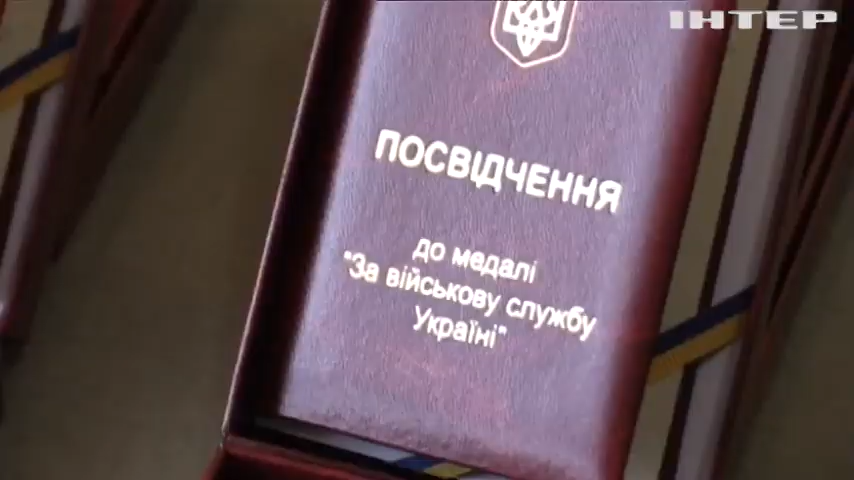 ІНТЕР
ПОСВІДЧЕННЯ
до медалі
"За військову службу
Україні"